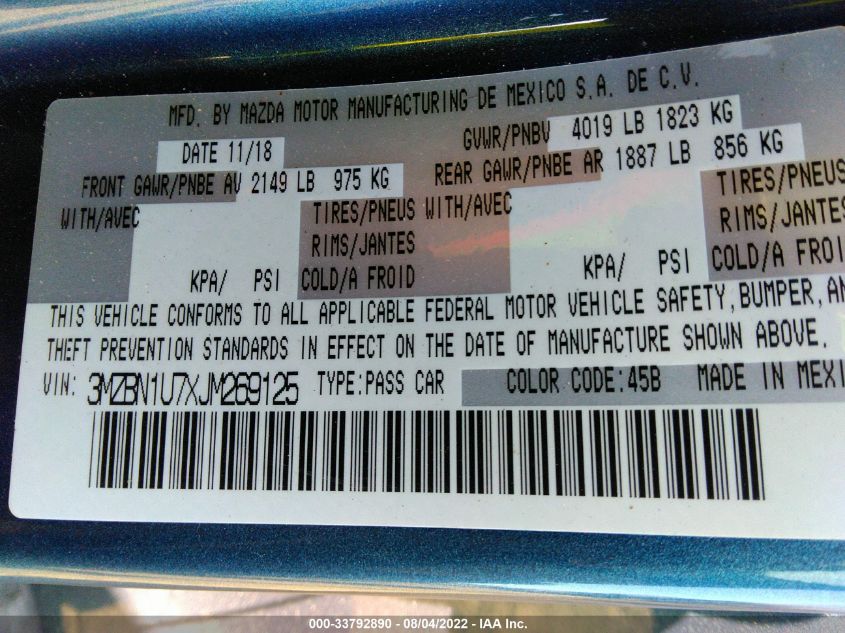 MFD. BY MAZDA MOTOR MANUFACTURING DE MEXICO S.A. DE C.V.
DATE 11/18 GVWR/PNBV 4019 LB 1823 KG
FRONT GAWR/PNBE AV 2149 LB 975 KG REAR GAWR/PNBE AR 1887 LB 856 KG
WITH/AVEC TIRES/PNEUS WITH/AVEC TIRES/PNEUS
RIMS/JANTES RIMS/JANTES
KPA/ PSI COLD/A FROID KPA/ PSI COLD/A FROI
THIS VEHICLE CONFORMS TO ALL APPLICABLE FEDERAL MOTOR VEHICLE SAFETY, BUMPER, AN
THEFT PREVENTION STANDARDS IN EFFECT ON THE DATE OF MANUFACTURE SHOWN ABOVE.
VIN: 3MZBN1U7XJM269125 TYPE:PASS CAR COLOR CODE:45B MADE IN MEXI
000-33792890 - 08/04/2022 - IAA Inc.